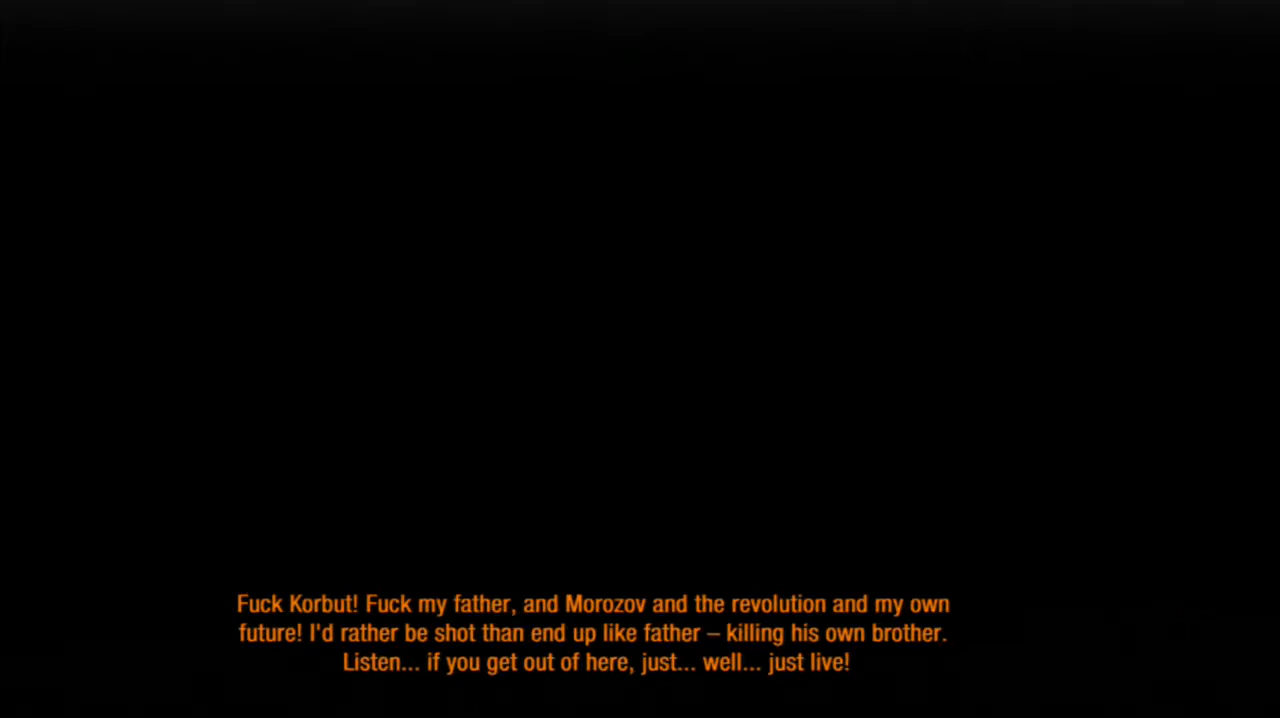 Fuck Korbut! Fuck my father, and Morozov and the revolution and my own
future! I'd rather be shot than end up like father – killing his own brother.
Listen... if you get out of here, just... well... just live!